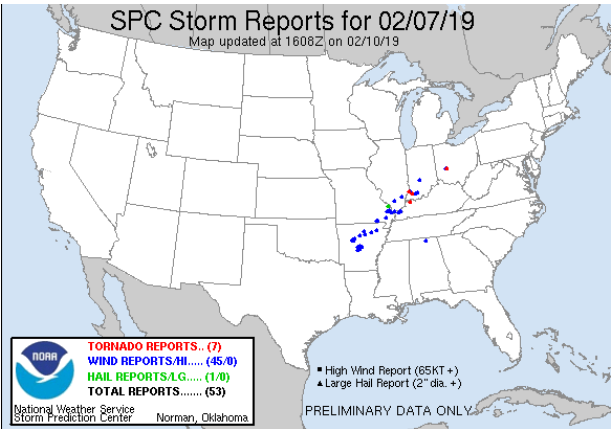 SPC Storm Reports for 02/07/19
Map updated at 1608Z on 02/10/19
NOAA
TORNADO REPORTS.. (7)
WIND REPORTS/HI..... (45/0)
HAIL REPORTS/LG..... (1/0)
TOTAL REPORTS....... (53)
National Weather Service
Storm Prediction Center Norman, Oklahoma
High Wind Report (65KT +)
Large Hail Report (2" dia. +)
PRELIMINARY DATA ONLY